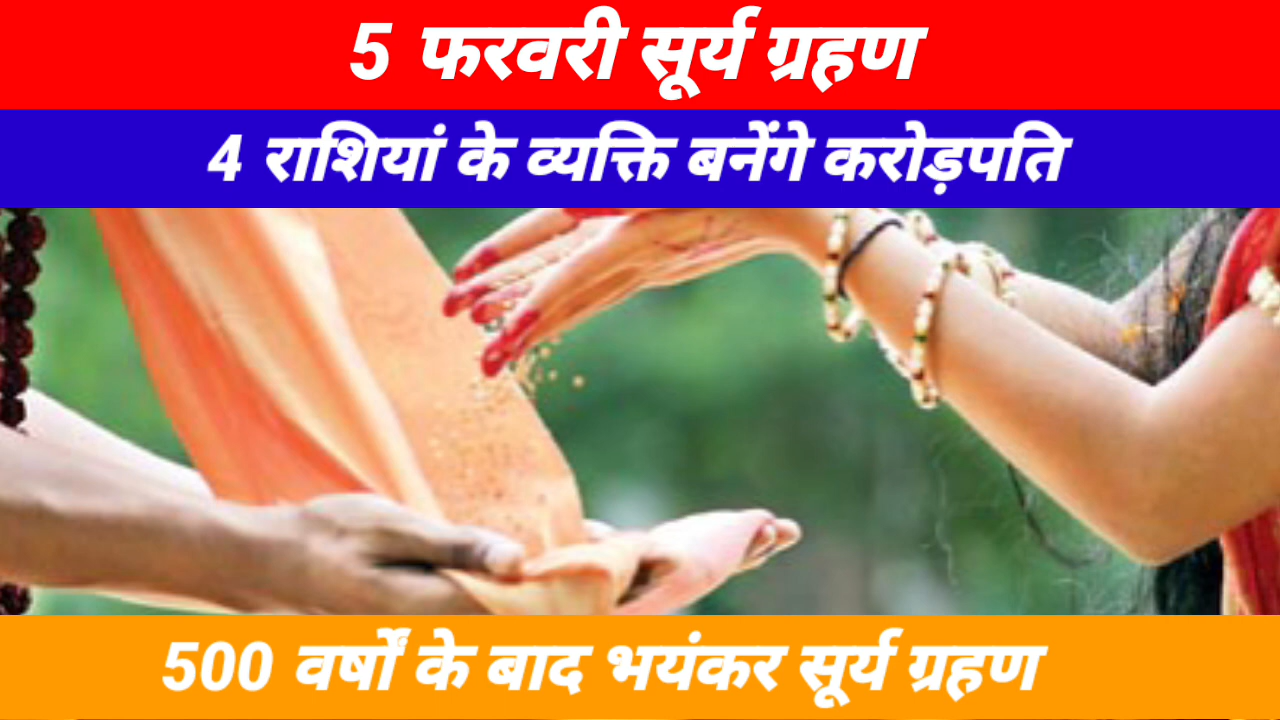 5 फरवरी सूर्य ग्रहण
4 राशियां के व्यक्ति बनेंगे करोड़पति
500 वर्षों के बाद भयंकर सूर्य ग्रहण